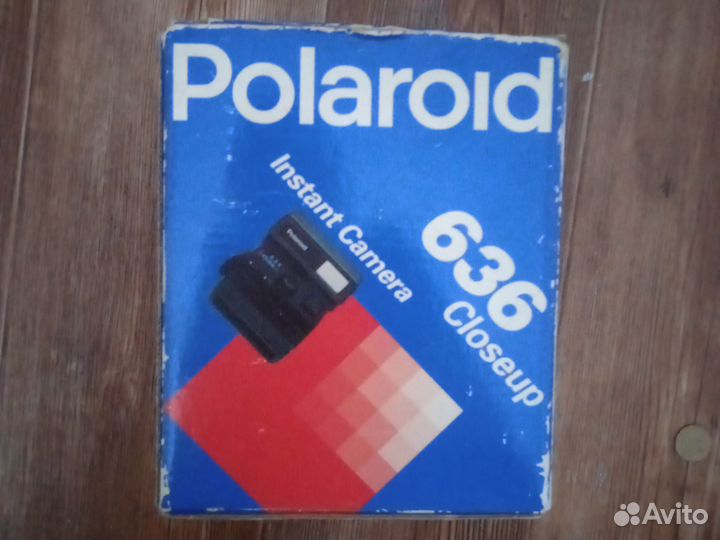 Polaroid
Instant Camera
636
Closeup
Polaroid
Avito